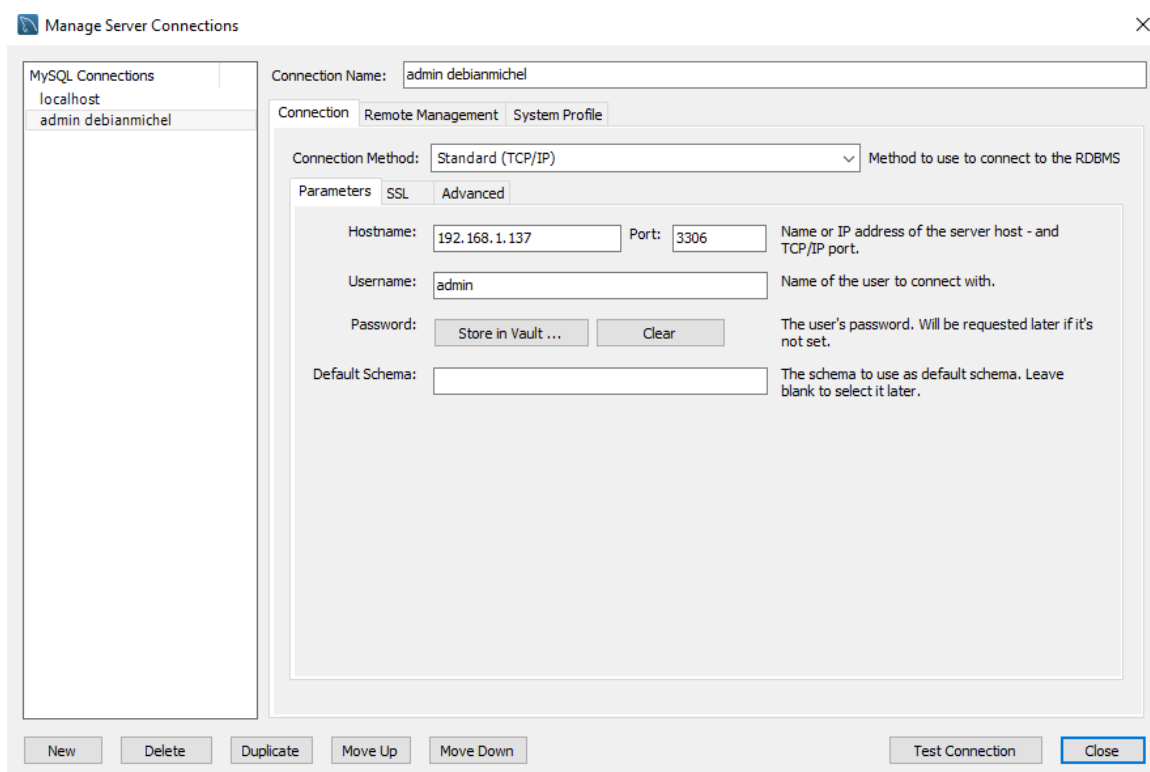 Manage Server Connections
MySQL Connections
localhost
admin debianmichel
Connection Name: admin debianmichel
Connection Remote Management System Profile
Connection Method: Standard (TCP/IP) Method to use to connect to the RDBMS
Parameters SSL Advanced
Hostname: 192.168.1.137 Port: 3306 Name or IP address of the server host - and
TCP/IP port.
Username: admin Name of the user to connect with.
Password: Store in Vault ... Clear The user's password. Will be requested later if it's
not set.
Default Schema: The schema to use as default schema. Leave
blank to select it later.
New Delete Duplicate Move Up Move Down Test Connection Close